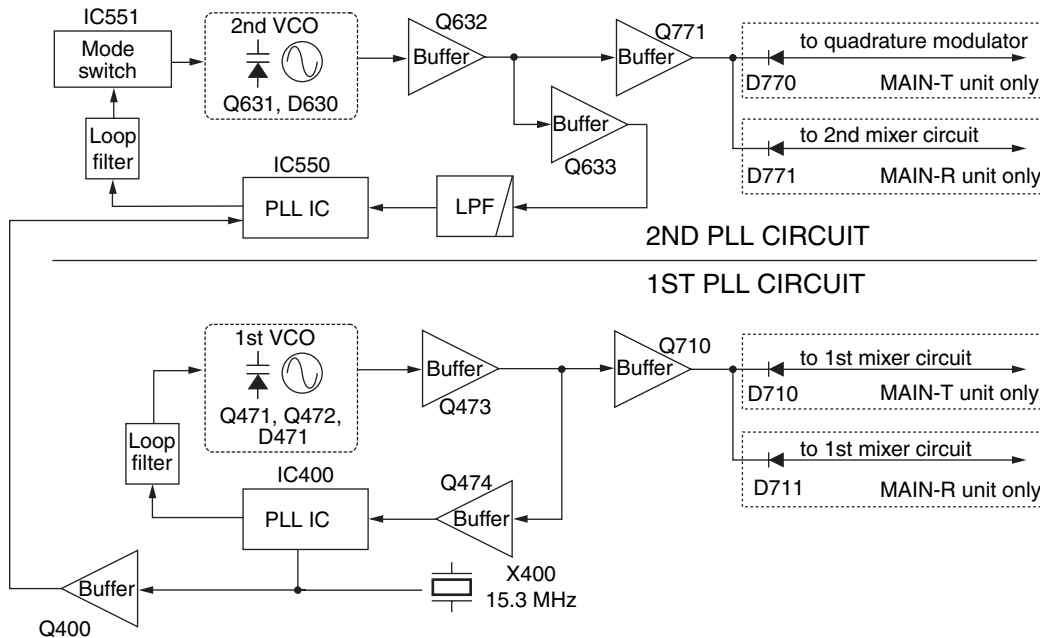 IC551
Mode
switch
2nd VCO
Q631, D630
Q632
Buffer
Q771
Buffer
to quadrature modulator
D770
MAIN-T unit only
Buffer
Q633
to 2nd mixer circuit
D771
MAIN-R unit only
Loop
filter
IC550
PLL IC
LPF
2ND PLL CIRCUIT
1ST PLL CIRCUIT
1st VCO
Q471, Q472,
D471
Buffer
Q473
Q710
Buffer
to 1st mixer circuit
D710
MAIN-T unit only
to 1st mixer circuit
D711
MAIN-R unit only
Loop
filter
IC400
PLL IC
Q474
Buffer
Buffer
Q400
X400
15.3 MHz